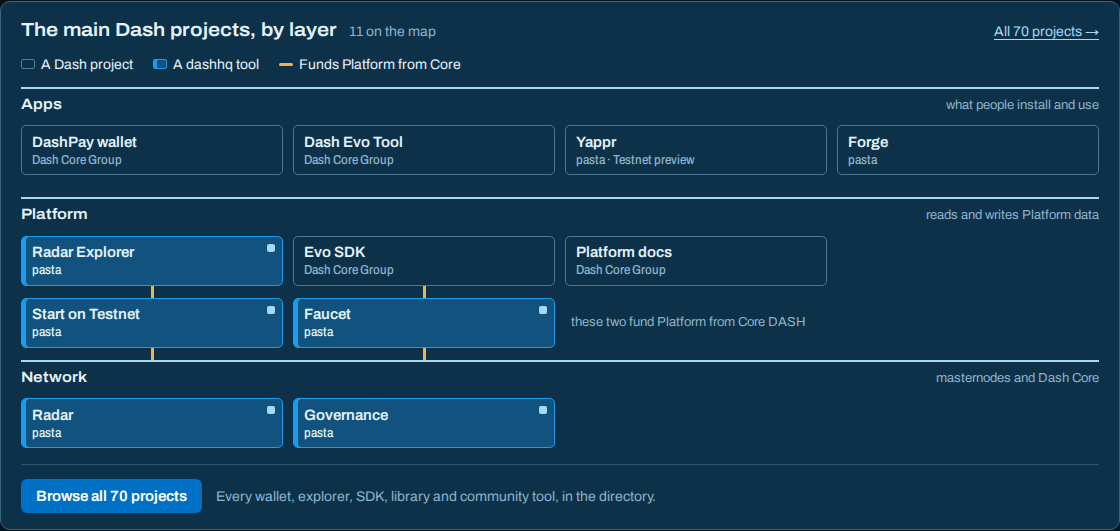 The main Dash projects, by layer 11 on the map All 70 projects →
A Dash project A dashhq tool Funds Platform from Core
Apps what people install and use
DashPay wallet Dash Evo Tool Yappr Forge
Dash Core Group Dash Core Group pasta · Testnet preview pasta
Platform reads and writes Platform data
Radar Explorer Evo SDK Platform docs
pasta Dash Core Group Dash Core Group
Start on Testnet Faucet
pasta pasta
these two fund Platform from Core DASH
Network masternodes and Dash Core
Radar Governance
pasta pasta
Browse all 70 projects Every wallet, explorer, SDK, library and community tool, in the directory.